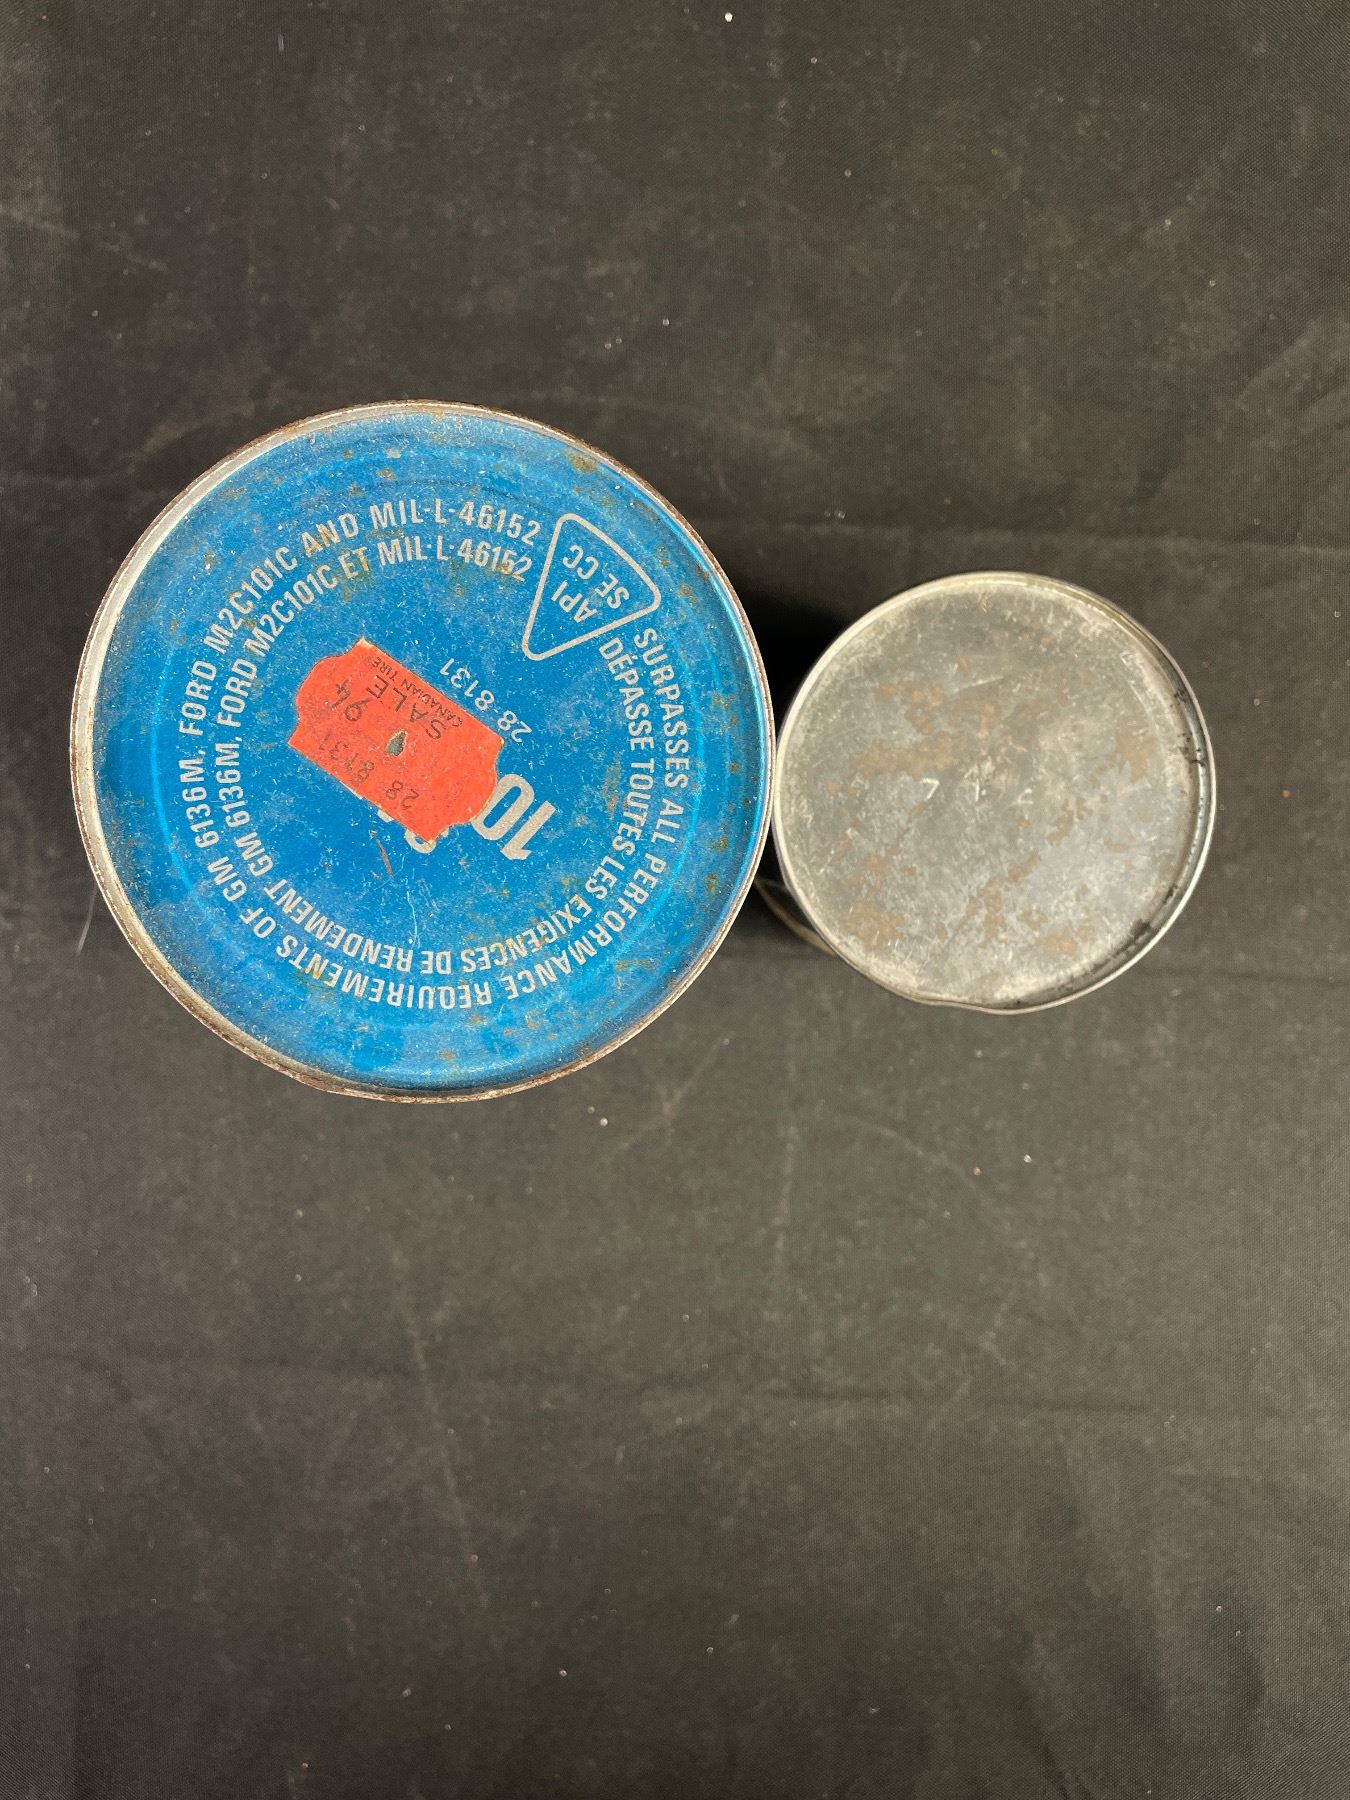 SURPASSES ALL PERFORMANCE REQUIREMENTS OF GM 6136M, FORD M2C101C AND MIL-L-46152
DÉPASSE TOUTES LES EXIGENCES DE RENDEMENT GM 6136M, FORD M2C101C ET MIL-L-46152
API
SE.CC
28-8131
10
CANADIAN TIRE
SALE
94
28 8131